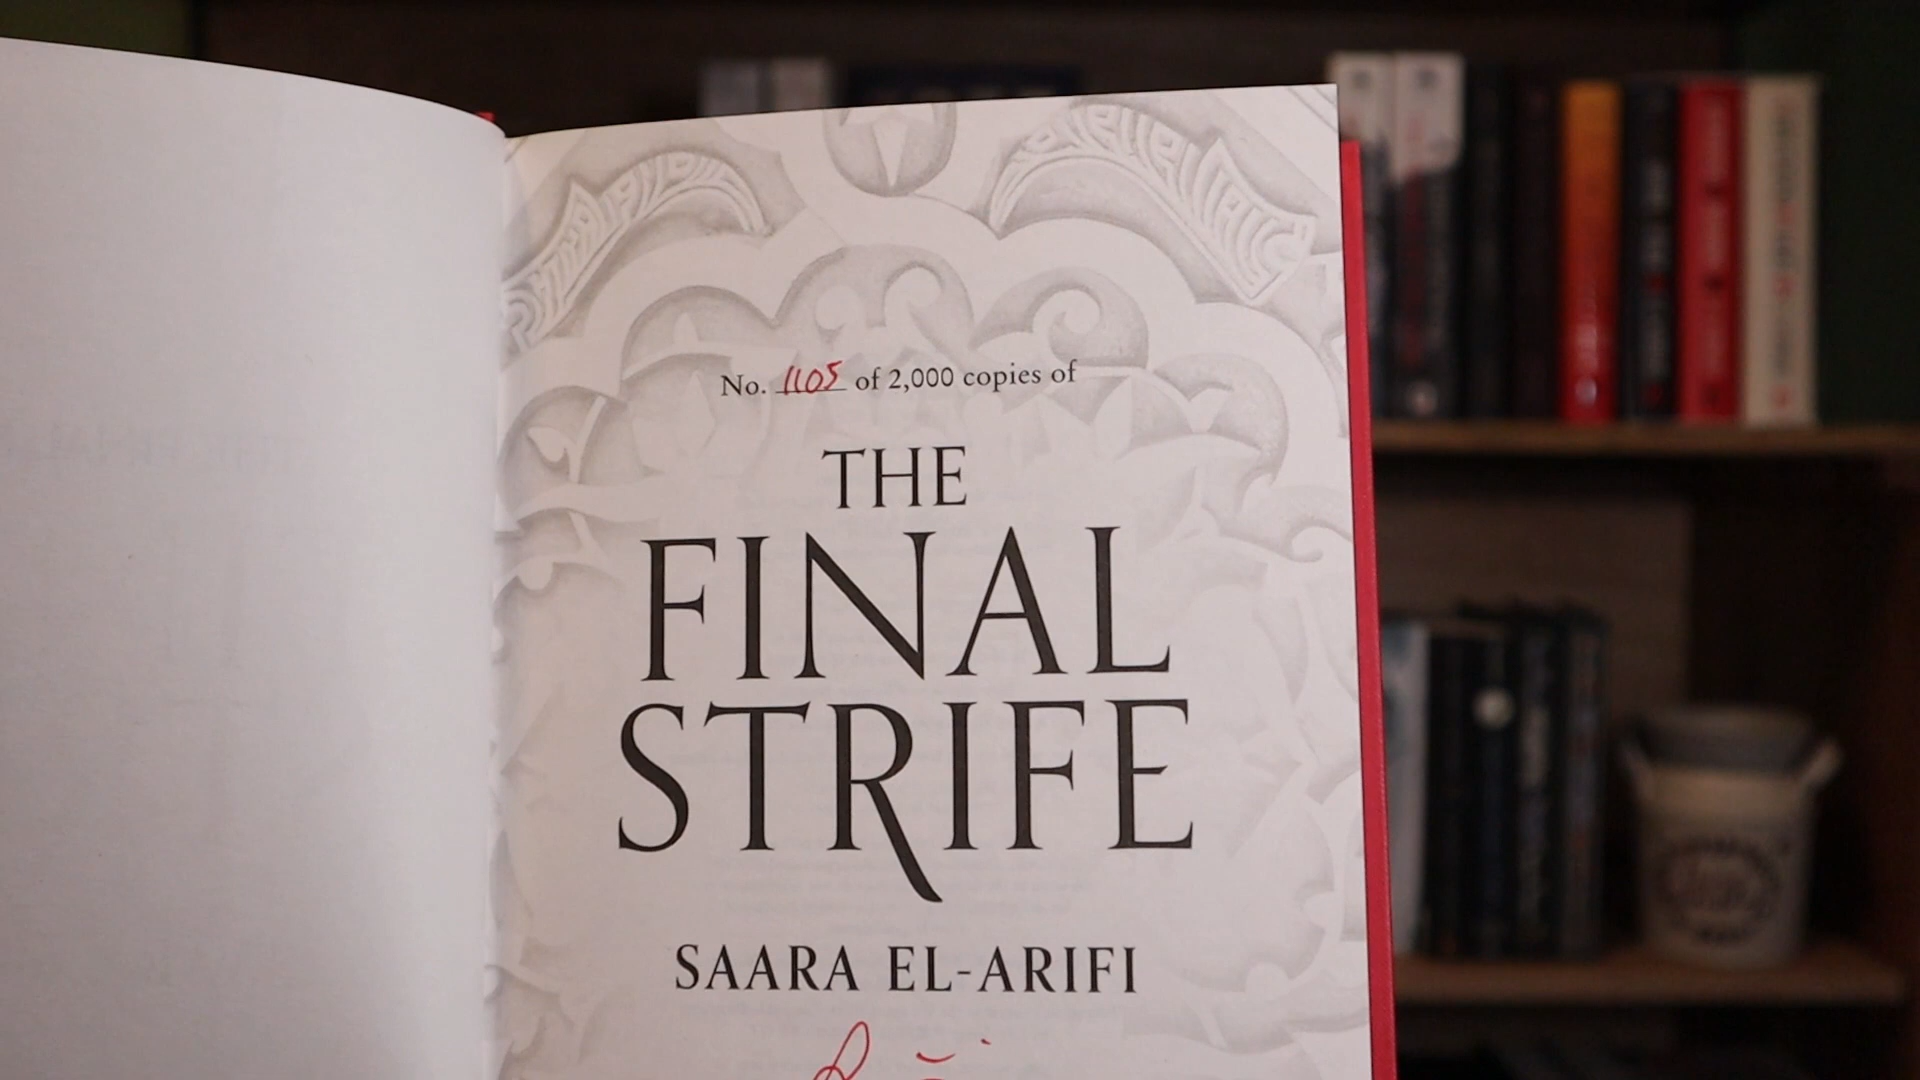 No. 1105 of 2,000 copies of
THE
FINAL
STRIFE
SAARA EL-ARIFI